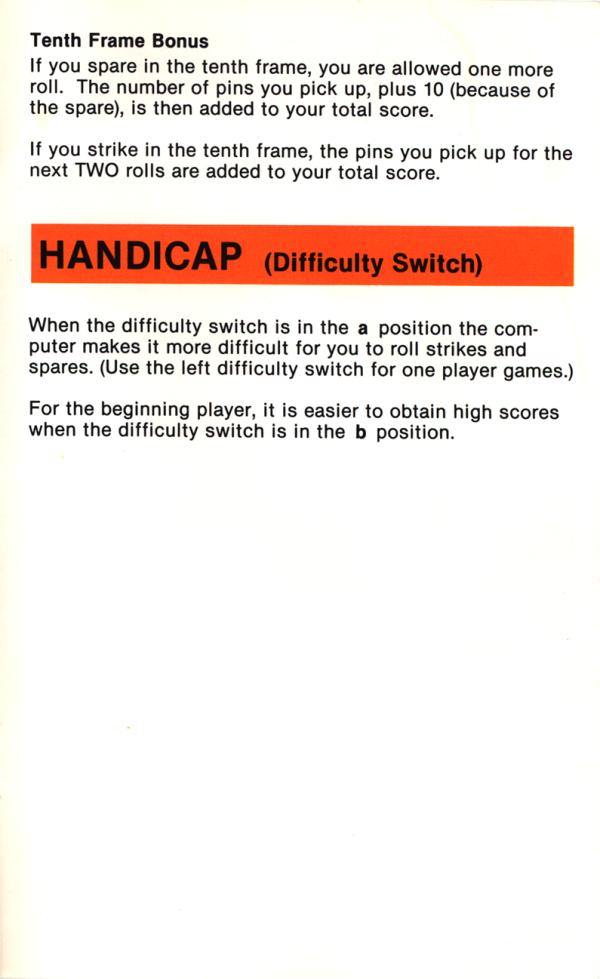 Tenth Frame Bonus
If you spare in the tenth frame, you are allowed one more
roll. The number of pins you pick up, plus 10 (because of
the spare), is then added to your total score.
If you strike in the tenth frame, the pins you pick up for the
next TWO rolls are added to your total score.
HANDICAP (Difficulty Switch)
When the difficulty switch is in the a position the com-
puter makes it more difficult for you to roll strikes and
spares. (Use the left difficulty switch for one player games.)
For the beginning player, it is easier to obtain high scores
when the difficulty switch is in the b position.